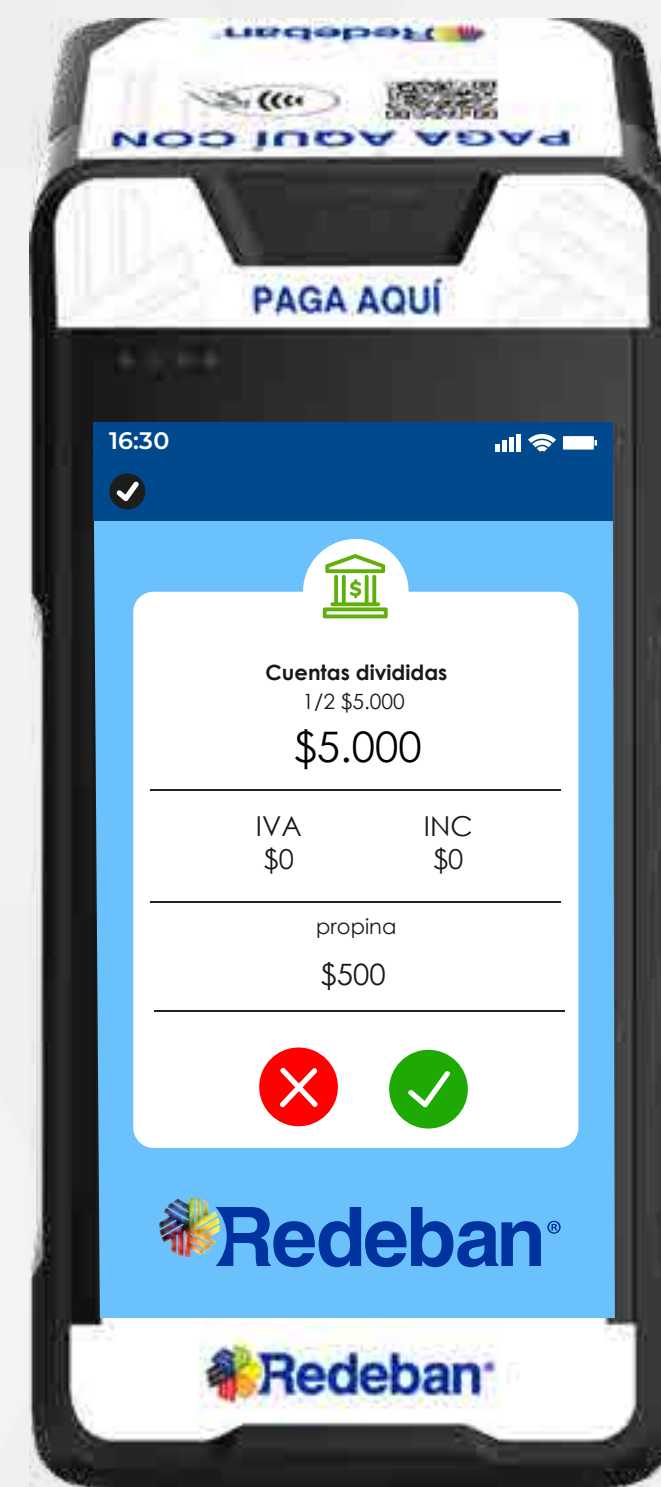 Redeban
PAGA AQUÍ CON
PAGA AQUÍ
16:30
$
Cuentas divididas
1/2 $5.000
$5.000
IVA INC
$0 $0
propina
$500
Redeban®
Redeban